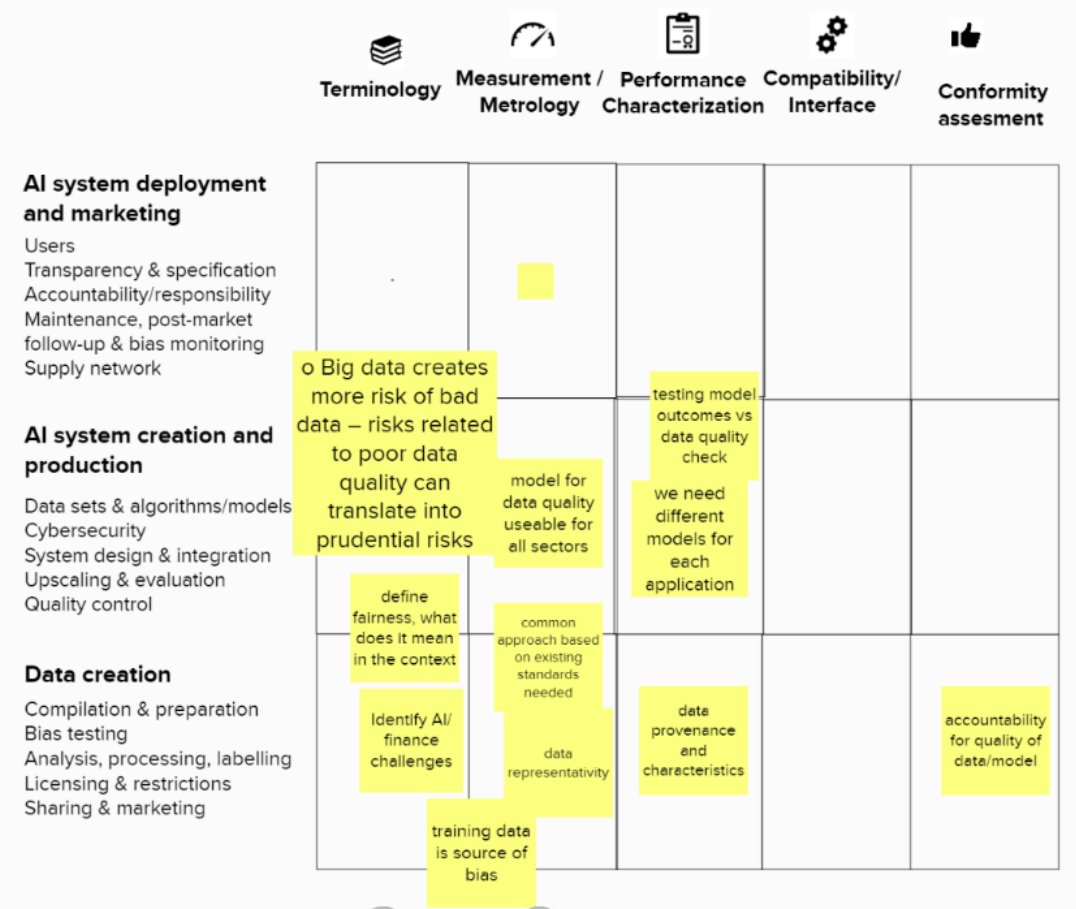 Terminology
Measurement /
Metrology
Performance
Characterization
Compatibility/
Interface
Conformity
assesment
AI system deployment
and marketing
Users
Transparency & specification
Accountability/responsibility
Maintenance, post-market
follow-up & bias monitoring
Supply network
AI system creation and
production
Data sets & algorithms/models
Cybersecurity
System design & integration
Upscaling & evaluation
Quality control
o Big data creates
more risk of bad
data – risks related
to poor data
quality can
translate into
prudential risks
model for
data quality
useable for
all sectors
testing model
outcomes vs
data quality
check
we need
different
models for
each
application
define
fairness, what
does it mean
in the context
common
approach based
on existing
standards
needed
Data creation
Compilation & preparation
Bias testing
Analysis, processing, labelling
Licensing & restrictions
Sharing & marketing
Identify AI/
finance
challenges
data
representativity
data
provenance
and
characteristics
accountability
for quality of
data/model
training data
is source of
bias